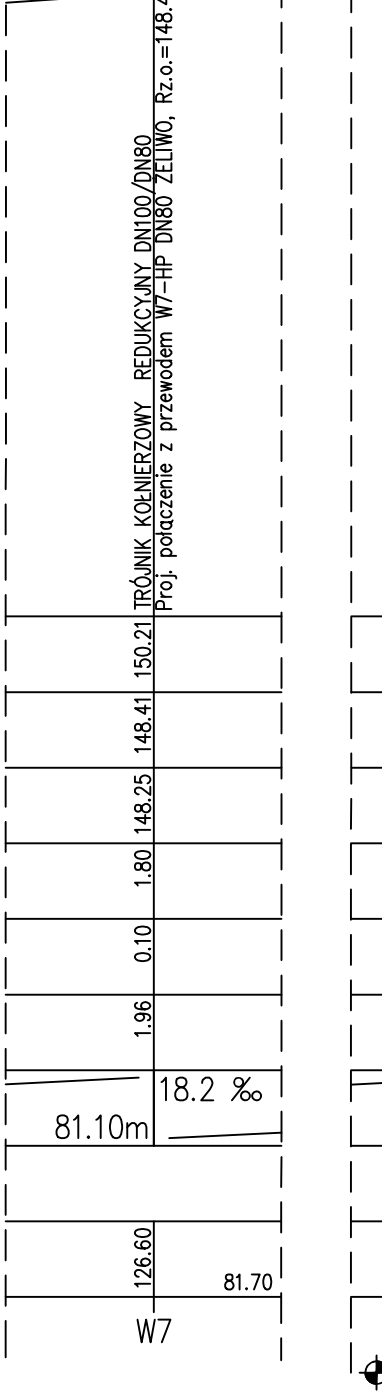 TRÓJNIK KOŁNIERZOWY REDUKCYJNY DN100/DN80
Proj. połączenie z przewodem W7-HP DN80 ŻELIWO, Rz.o.=148.4
150.21
148.41
148.25
1.80
0.10
1.96
18.2 ‰
81.10m
126.60
81.70
W7